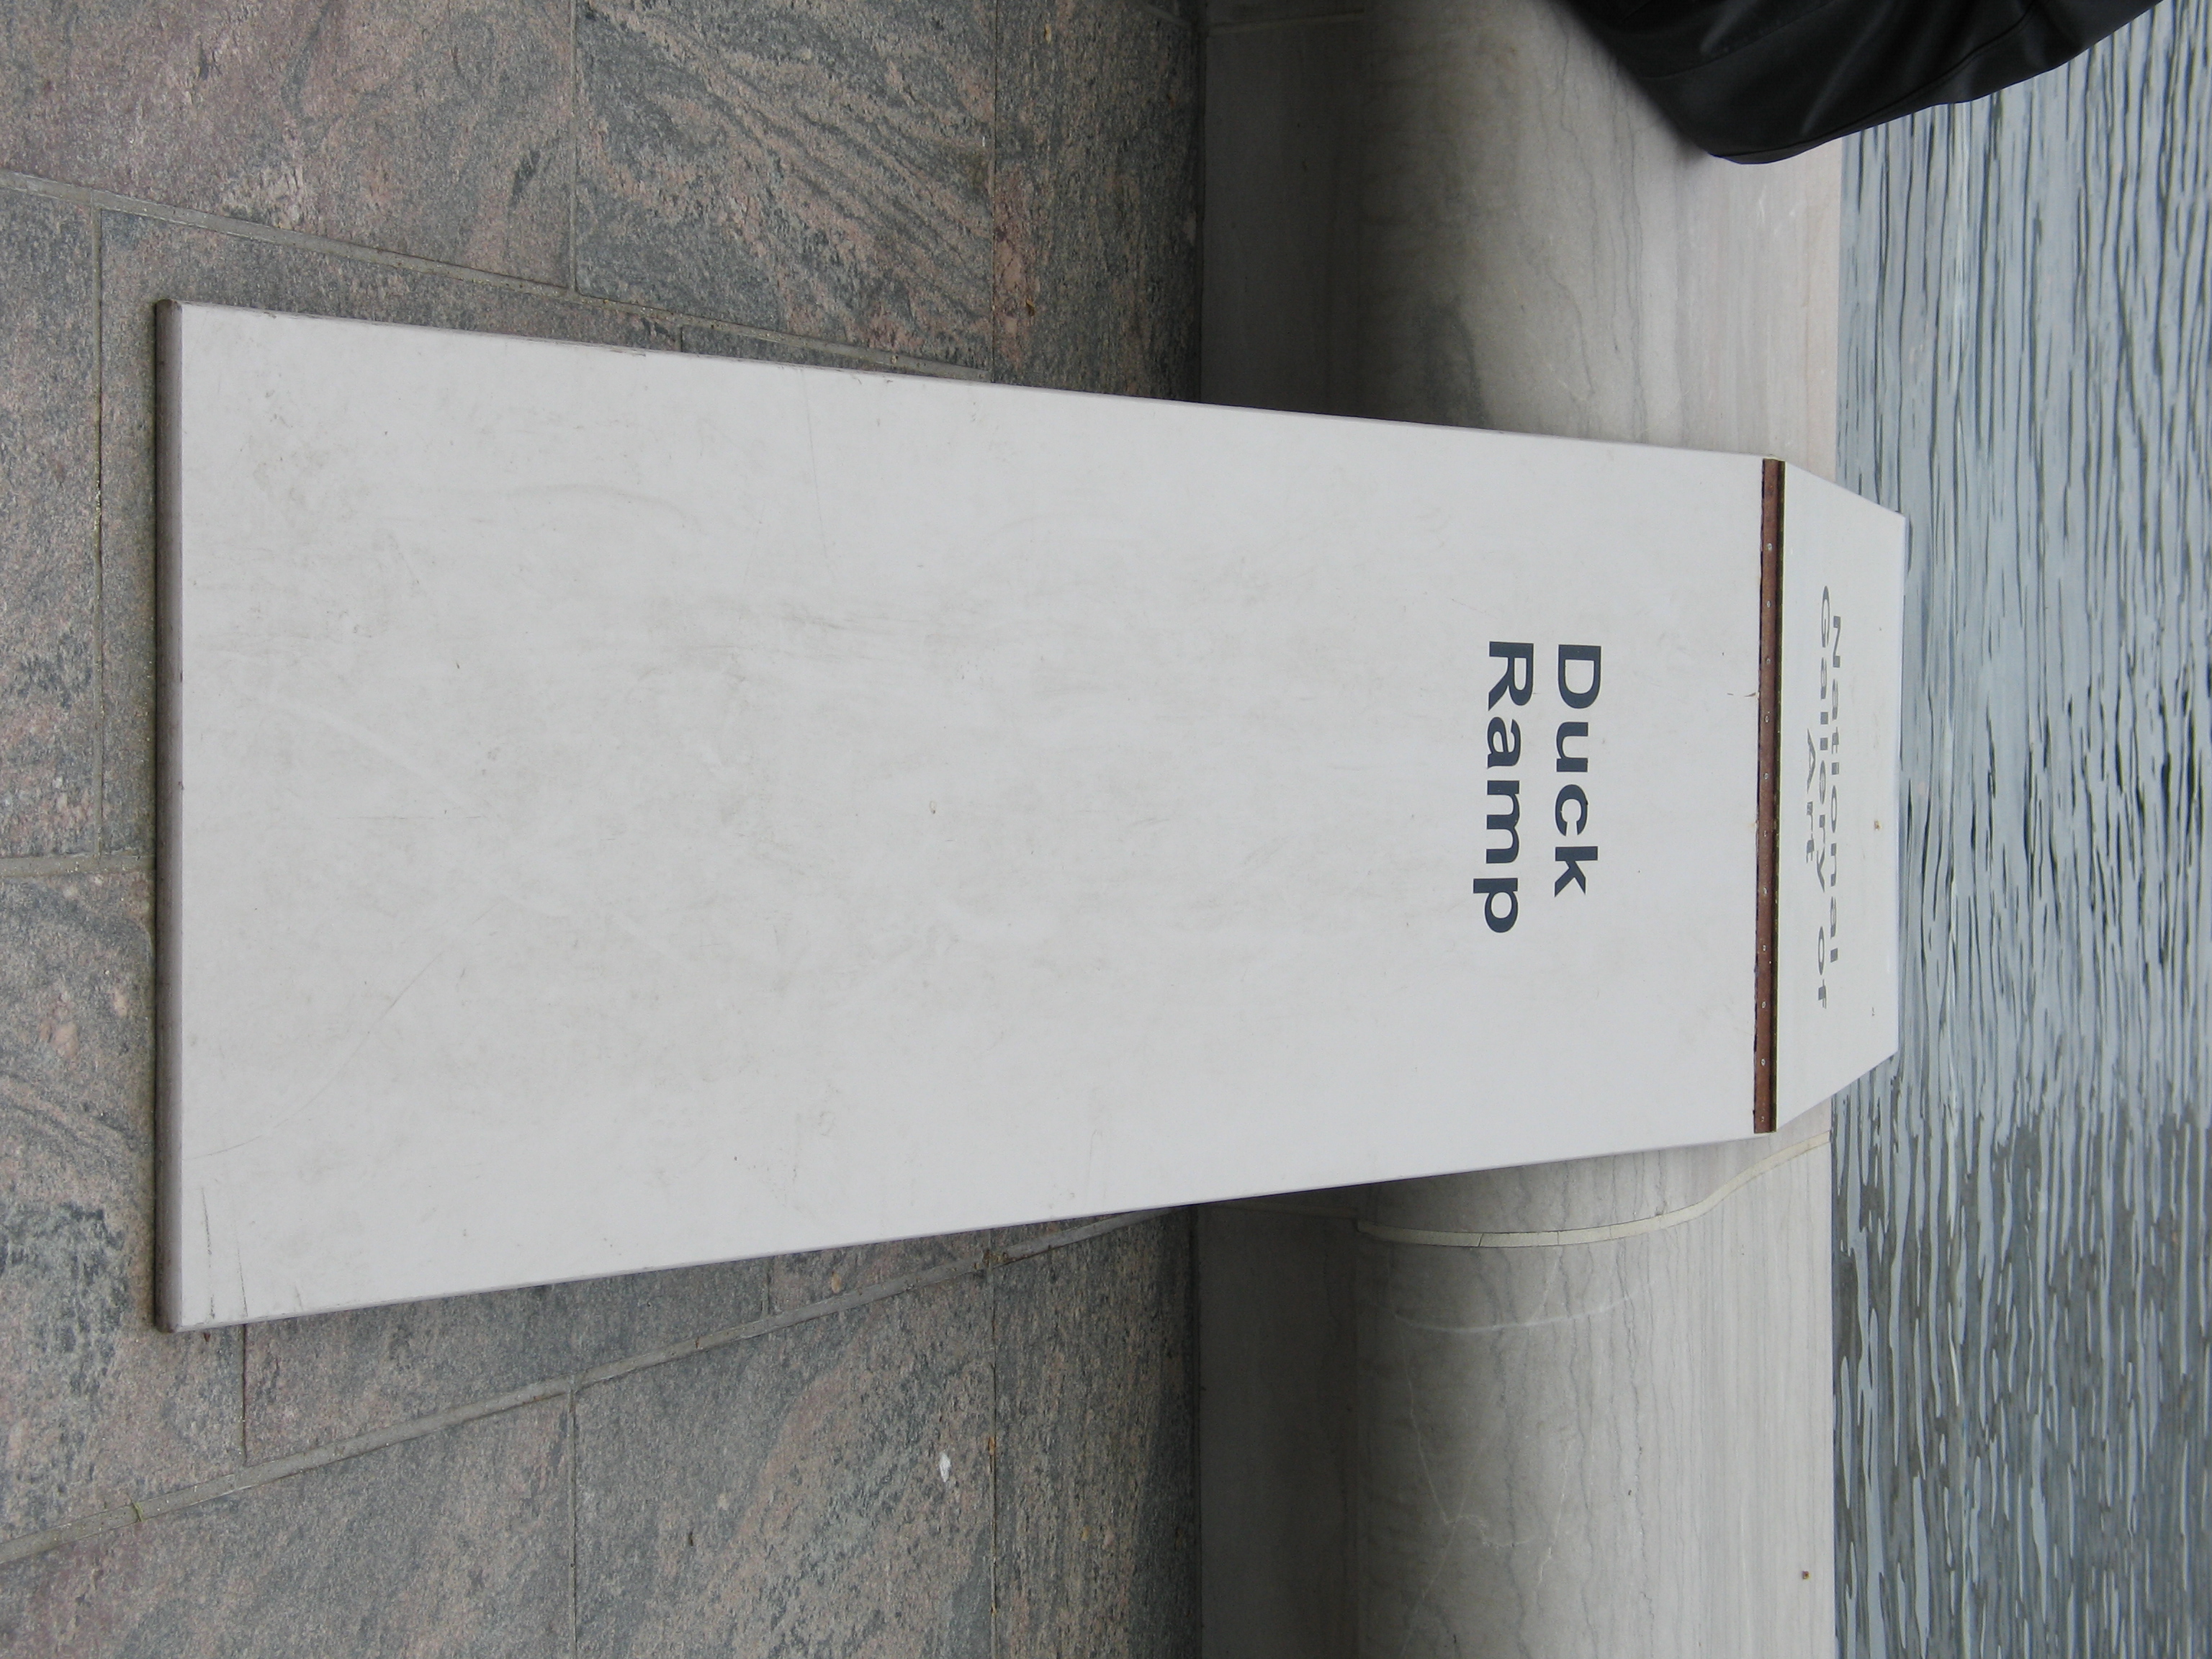 National
Gallery of
Art
Duck
Ramp